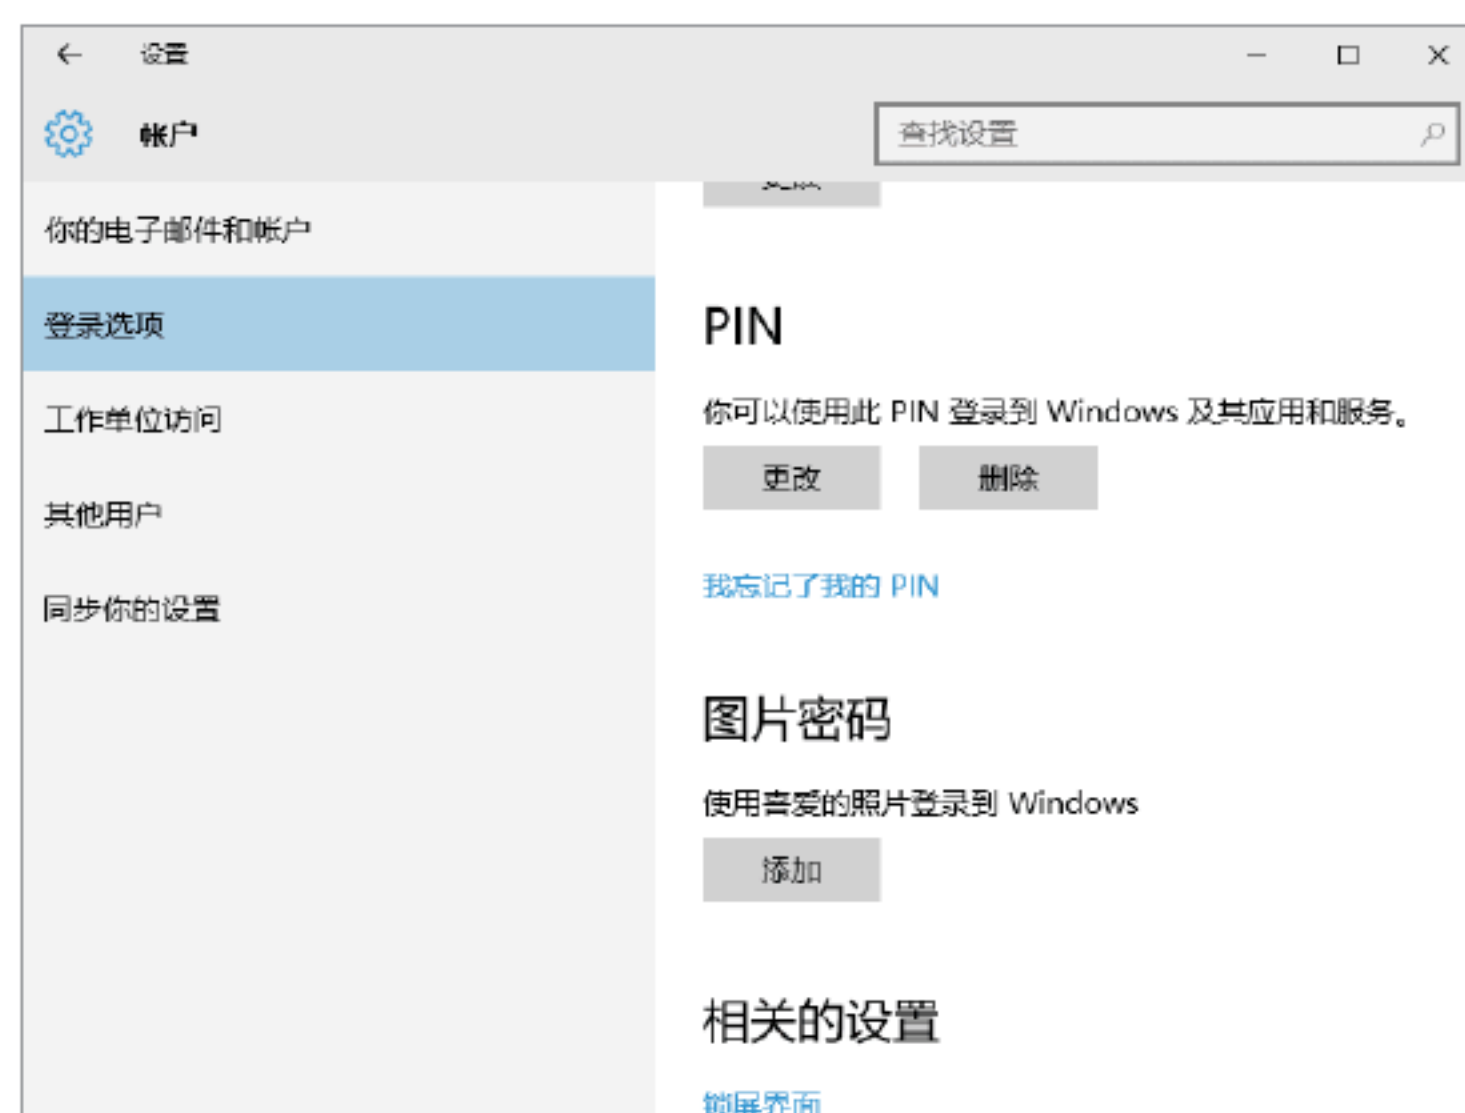 设置
帐户
查找设置
你的电子邮件和帐户
登录选项
工作单位访问
其他用户
同步你的设置
PIN
你可以使用此 PIN 登录到 Windows 及其应用和服务。
更改 删除
我忘记了我的 PIN
图片密码
使用喜爱的照片登录到 Windows
添加
相关的设置
锁屏界面